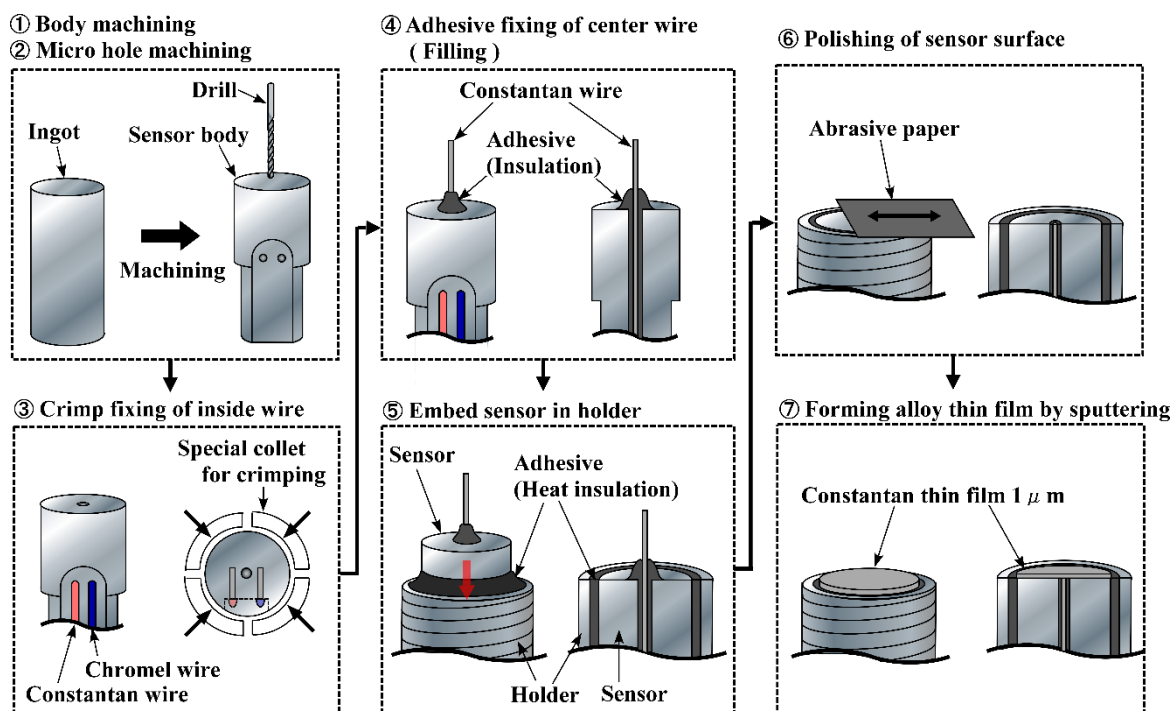 ① Body machining
② Micro hole machining
Drill
Ingot
Sensor body
Machining
③ Crimp fixing of inside wire
Special collet
for crimping
Chromel wire
Constantan wire
④ Adhesive fixing of center wire
( Filling )
Constantan wire
Adhesive
(Insulation)
⑤ Embed sensor in holder
Sensor
Adhesive
(Heat insulation)
Holder
Sensor
⑥ Polishing of sensor surface
Abrasive paper
⑦ Forming alloy thin film by sputtering
Constantan thin film 1 μ m